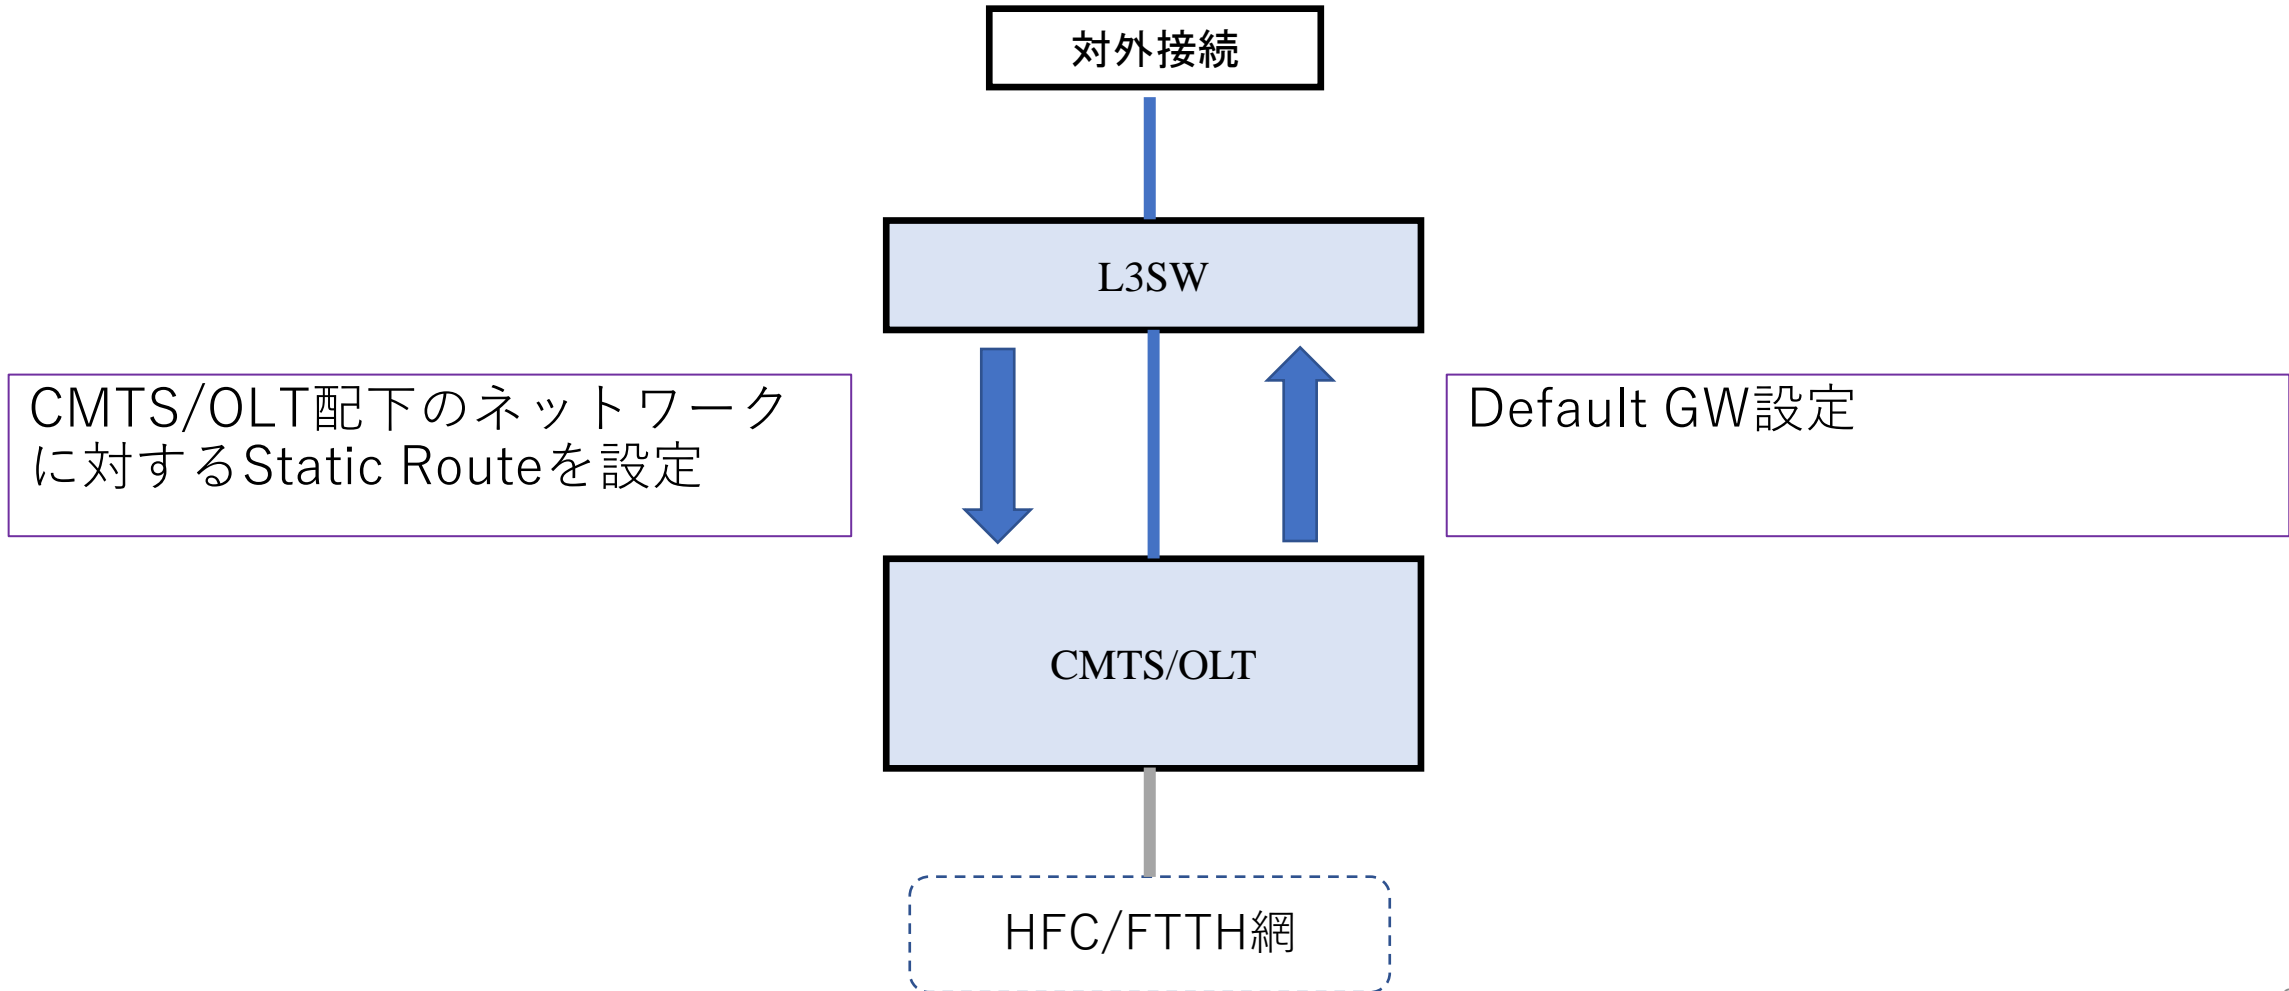 対外接続
L3SW
CMTS/OLT配下のネットワーク
に対するStatic Routeを設定
Default GW設定
CMTS/OLT
HFC/FTTH網